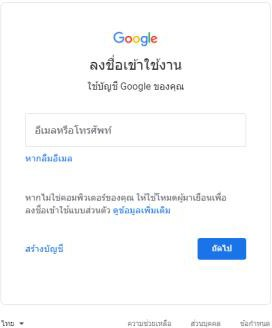 Google
ลงชื่อเข้าใช้งาน
ใช้บัญชี Google ของคุณ
อีเมลหรือโทรศัพท์
หากลืมอีเมล
หากไม่ใช่คอมพิวเตอร์ของคุณ ให้ใช้โหมดผู้มาเยือนเพื่อ
ลงชื่อเข้าใช้แบบส่วนตัว ดูข้อมูลเพิ่มเติม
สร้างบัญชี ถัดไป
ไทย ความช่วยเหลือ ส่วนบุคคล ข้อกำหนด